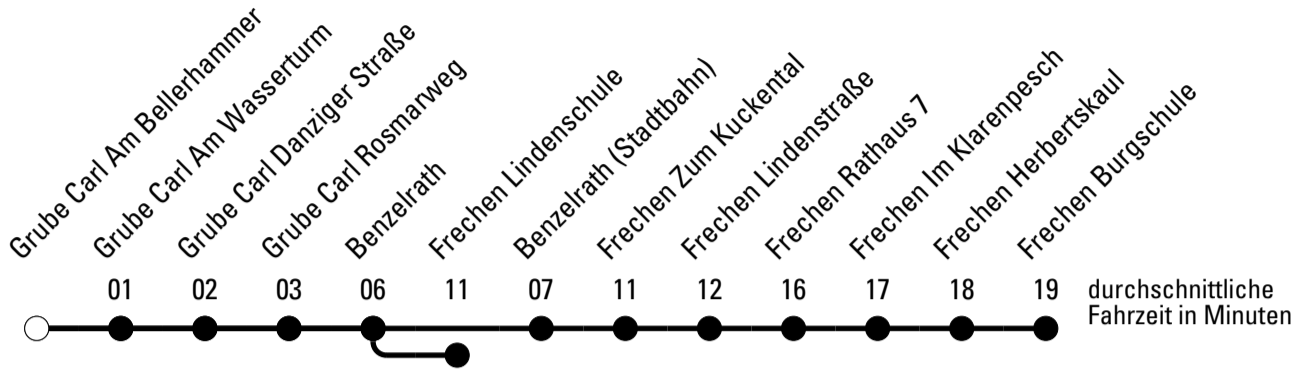 Grube Carl Am Bellerhammer
Grube Carl Am Wasserturm
Grube Carl Danziger Straße
Grube Carl Rosmarweg
Benzelrath
Frechen Lindenschule
Benzelrath (Stadtbahn)
Frechen Zum Kuckental
Frechen Lindenstraße
Frechen Rathaus 7
Frechen Im Klarenpesch
Frechen Herbertskaul
Frechen Burgschule
01 02 03 06 11 07 11 12 16 17 18 19 durchschnittliche
Fahrzeit in Minuten